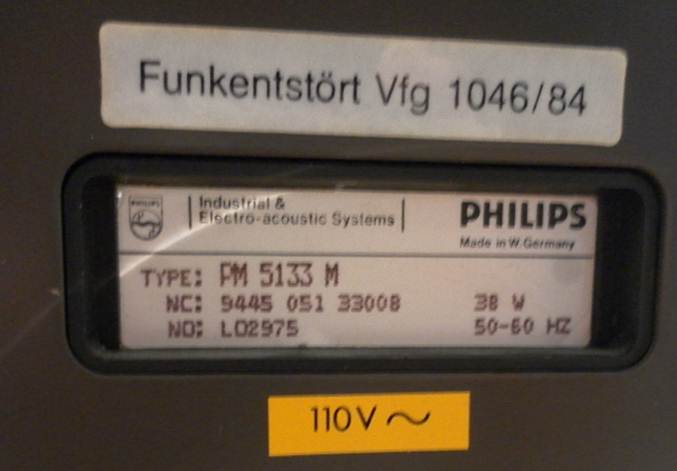 Funkentstört Vfg 1046/84
PHILIPS
Industrial &
Electro-acoustic Systems
PHILIPS
Made in W.Germany
TYPE: PM 5133 M
NC: 9445 051 33008 38 W
NO: LO2975 50-60 HZ
110V ~